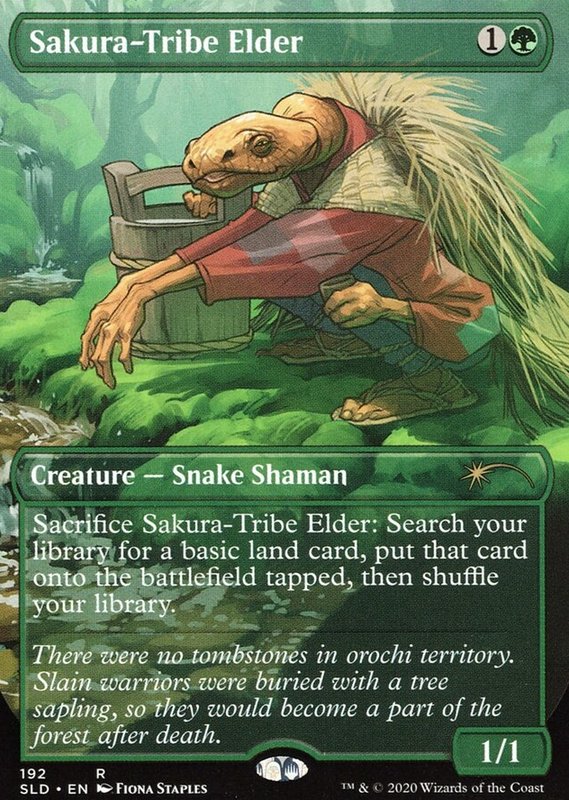 Sakura-Tribe Elder 1
Creature — Snake Shaman
Sacrifice Sakura-Tribe Elder: Search your
library for a basic land card, put that card
onto the battlefield tapped, then shuffle
your library.
There were no tombstones in orochi territory.
Slain warriors were buried with a tree
sapling, so they would become a part of the
forest after death.
1/1
192 R
SLD • EN Fiona Staples
™ & © 2020 Wizards of the Coast